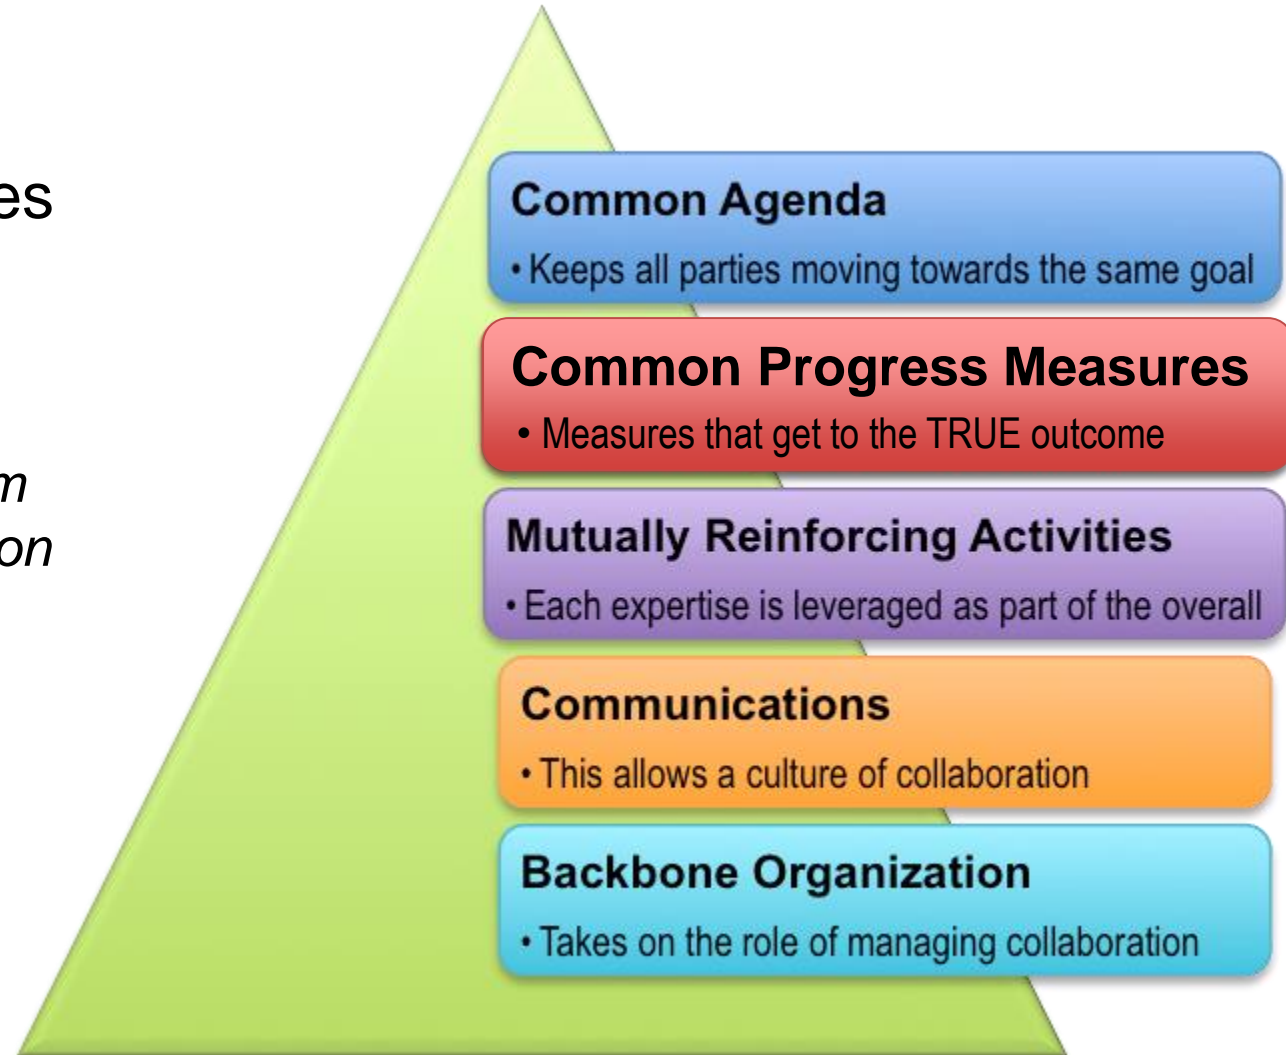 es
m
on
Common Agenda
• Keeps all parties moving towards the same goal
Common Progress Measures
• Measures that get to the TRUE outcome
Mutually Reinforcing Activities
• Each expertise is leveraged as part of the overall
Communications
• This allows a culture of collaboration
Backbone Organization
• Takes on the role of managing collaboration